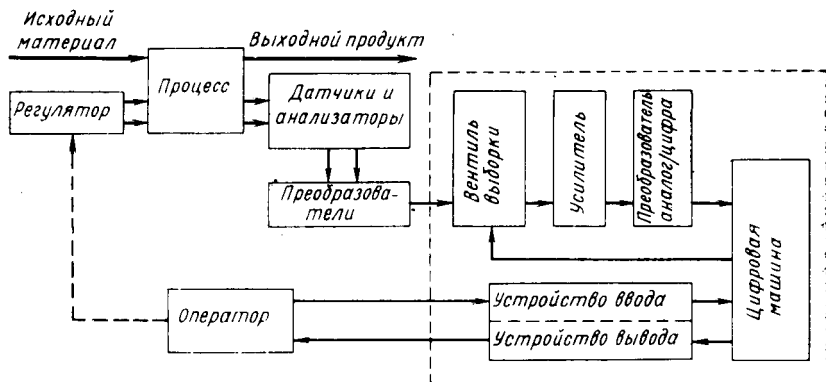 Исходный
материал
Выходной продукт
Процесс
Регулятор
Датчики и
анализаторы
Преобразова-
тели
Вентиль
выборки
Усилитель
Преобразователь
аналог/цифра
Цифровая
машина
Устройство ввода
Устройство вывода
Оператор